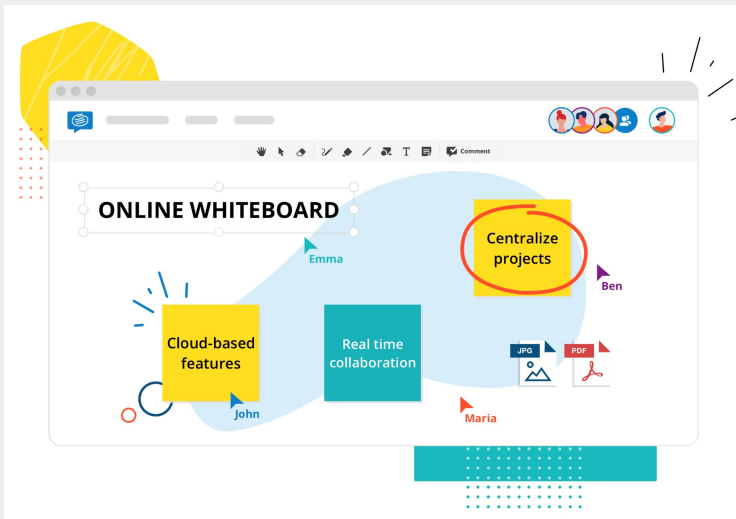 Comment
ONLINE WHITEBOARD
Emma
Centralize
projects
Ben
Cloud-based
features
Real time
collaboration
JPG
PDF
John
Maria